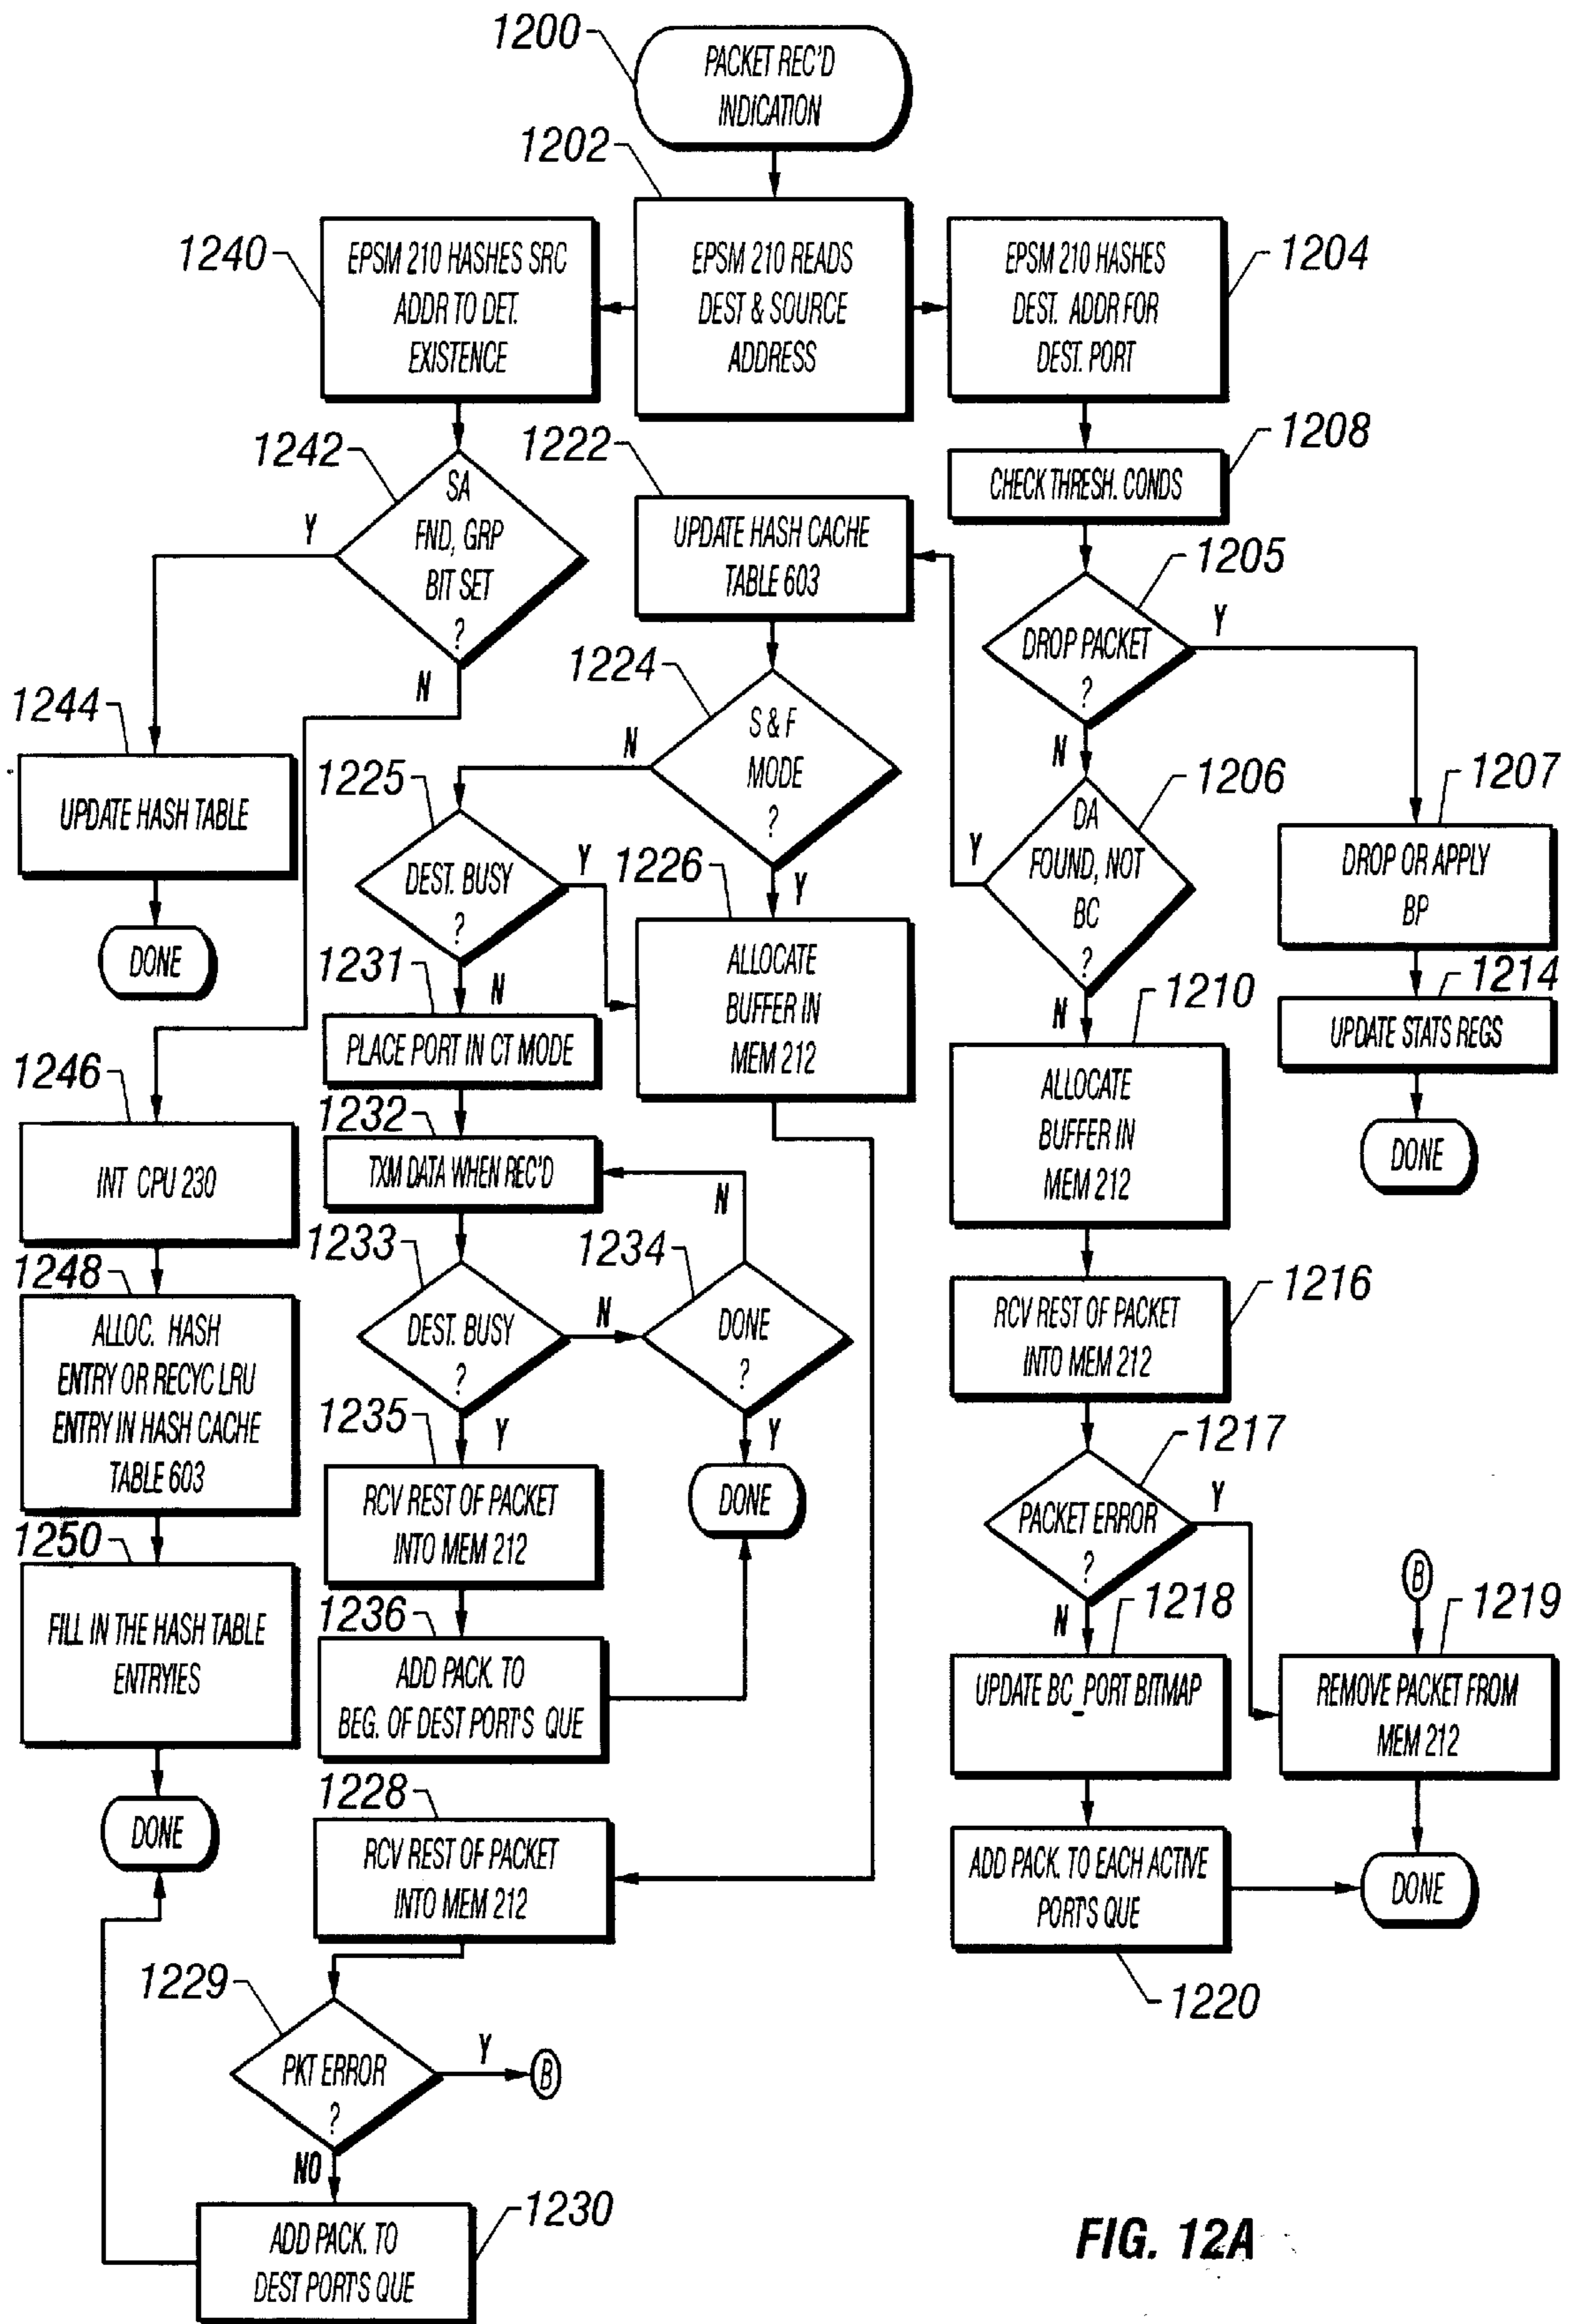 1200
PACKET REC'D
INDICATION
1202
EPSM 210 READS
DEST & SOURCE
ADDRESS
1240
EPSM 210 HASHES SRC
ADDR TO DET.
EXISTENCE
1204
EPSM 210 HASHES
DEST. ADDR FOR
DEST. PORT
1208
CHECK THRESH. CONDS
1242
SA
FND, GRP
BIT SET
?
Y
N
1222
UPDATE HASH CACHE
TABLE 603
1205
DROP PACKET
?
Y
N
1244
UPDATE HASH TABLE
DONE
1224
S & F
MODE
?
N
Y
1206
DA
FOUND, NOT
BC
?
Y
N
1207
DROP OR APPLY
BP
1214
UPDATE STATS REGS
DONE
1225
DEST. BUSY
?
Y
N
1226
ALLOCATE
BUFFER IN
MEM 212
1231
PLACE PORT IN CT MODE
1232
TXM DATA WHEN REC'D
1210
ALLOCATE
BUFFER IN
MEM 212
1246
INT CPU 230
1248
ALLOC. HASH
ENTRY OR RECYC LRU
ENTRY IN HASH CACHE
TABLE 603
1250
FILL IN THE HASH TABLE
ENTRYIES
DONE
1233
DEST. BUSY
?
N
Y
1234
DONE
?
N
Y
DONE
1235
RCV REST OF PACKET
INTO MEM 212
1236
ADD PACK. TO
BEG. OF DEST PORT'S QUE
1216
RCV REST OF PACKET
INTO MEM 212
1217
PACKET ERROR
?
Y
N
1218
UPDATE BC_PORT BITMAP
B
1219
REMOVE PACKET FROM
MEM 212
1228
RCV REST OF PACKET
INTO MEM 212
ADD PACK. TO EACH ACTIVE
PORT'S QUE
1220
DONE
1229
PKT ERROR
?
Y
B
NO
1230
ADD PACK. TO
DEST PORT'S QUE
FIG. 12A